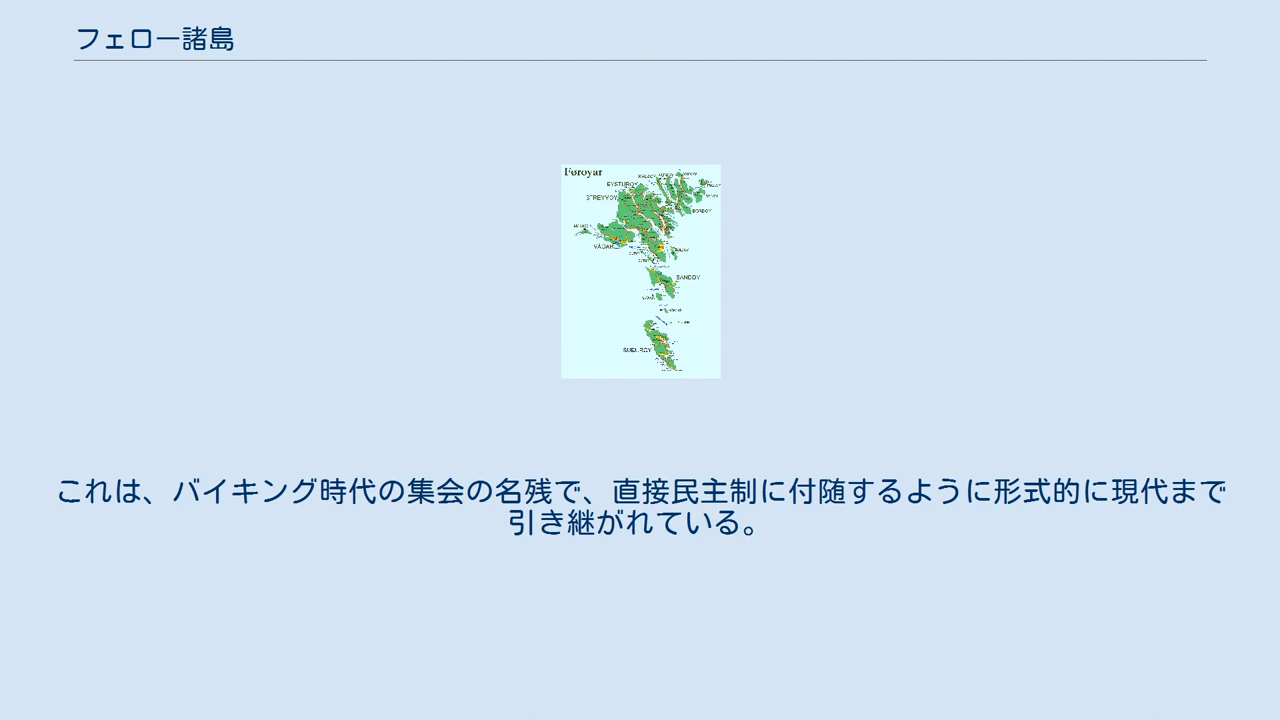 フェロー諸島
Føroyar
EYSTUROY
STREYMOY
BORÐOY
VÁGAR
SANDOY
SUÐUROY
これは、バイキング時代の集会の名残で、直接民主制に付随するように形式的に現代まで
引き継がれている。